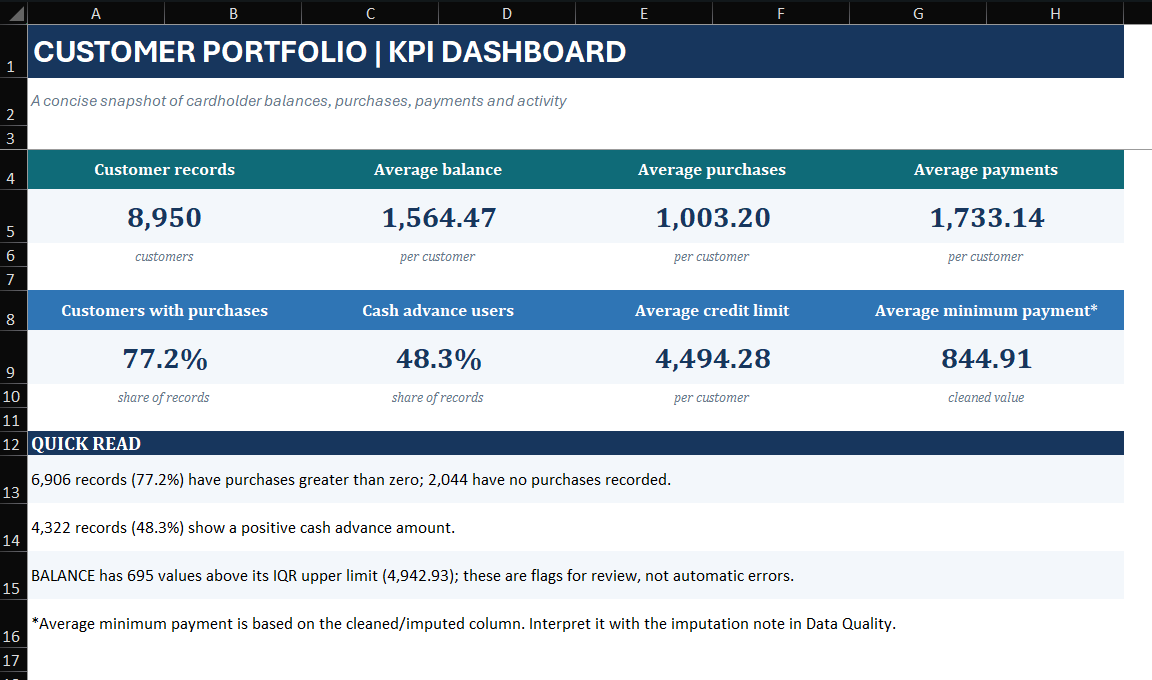 A B C D E F G H
1 CUSTOMER PORTFOLIO | KPI DASHBOARD
2 A concise snapshot of cardholder balances, purchases, payments and activity
3
4 Customer records Average balance Average purchases Average payments
5 8,950 1,564.47 1,003.20 1,733.14
6 customers per customer per customer per customer
7
8 Customers with purchases Cash advance users Average credit limit Average minimum payment*
9 77.2% 48.3% 4,494.28 844.91
10 share of records share of records per customer cleaned value
11
12 QUICK READ
13 6,906 records (77.2%) have purchases greater than zero; 2,044 have no purchases recorded.
14 4,322 records (48.3%) show a positive cash advance amount.
15 BALANCE has 695 values above its IQR upper limit (4,942.93); these are flags for review, not automatic errors.
16 *Average minimum payment is based on the cleaned/imputed column. Interpret it with the imputation note in Data Quality.
17